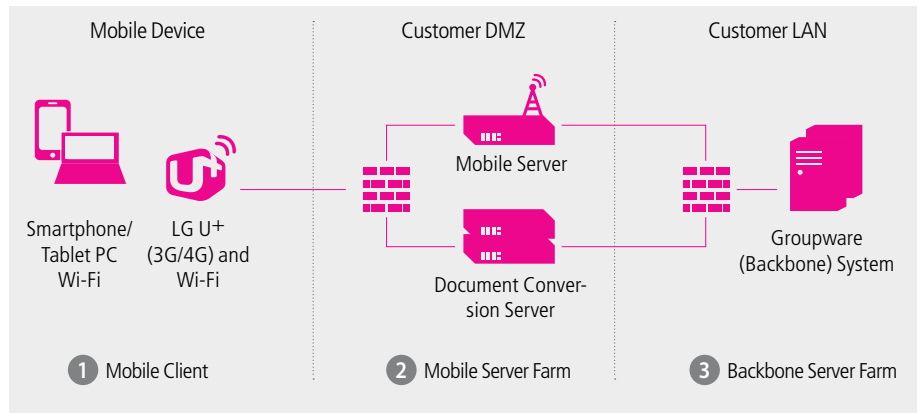 Mobile Device
Customer DMZ
Customer LAN
U+
Mobile Server
Smartphone/
Tablet PC
Wi-Fi
LG U+
(3G/4G) and
Wi-Fi
Document Conver-
sion Server
Groupware
(Backbone) System
1 Mobile Client
2 Mobile Server Farm
3 Backbone Server Farm